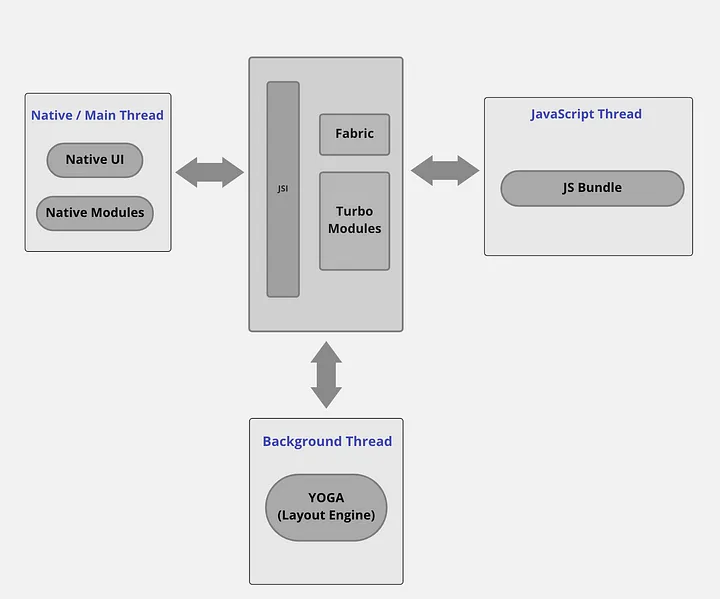 Native / Main Thread
Native UI
Native Modules
JSI
Fabric
Turbo
Modules
JavaScript Thread
JS Bundle
Background Thread
YOGA
(Layout Engine)